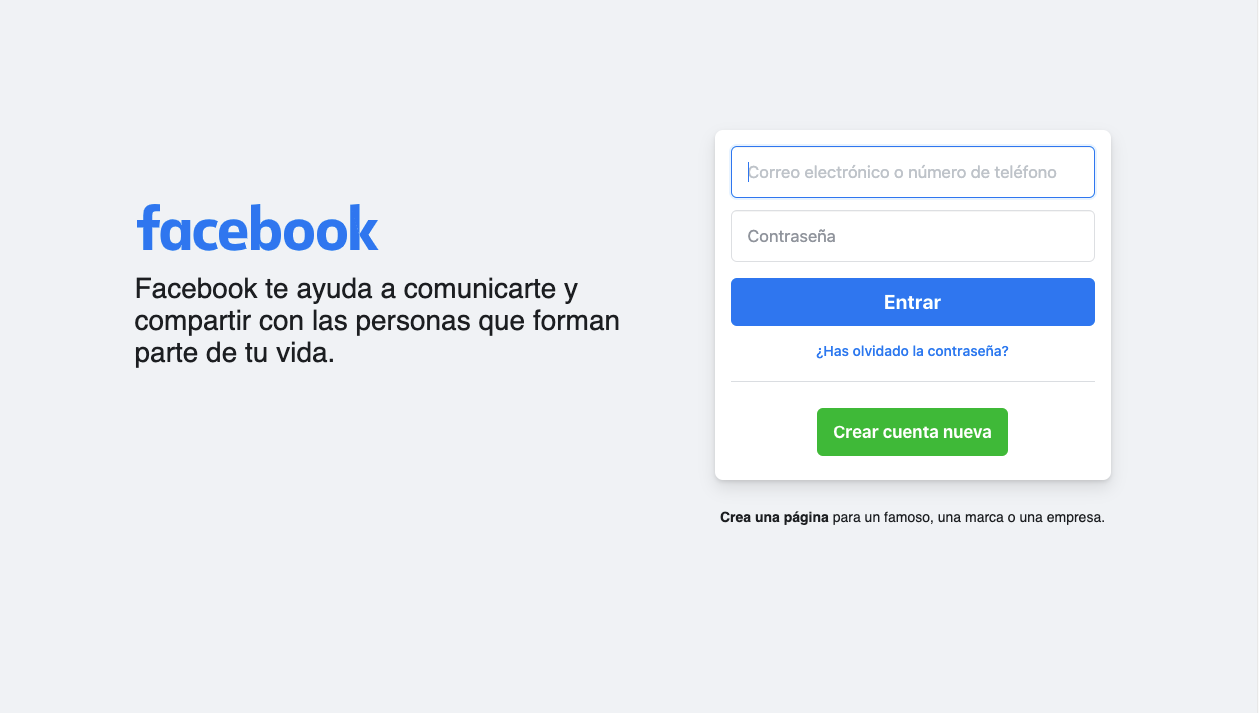 facebook
Facebook te ayuda a comunicarte y
compartir con las personas que forman
parte de tu vida.
Correo electrónico o número de teléfono
Contraseña
Entrar
¿Has olvidado la contraseña?
Crear cuenta nueva
Crea una página para un famoso, una marca o una empresa.